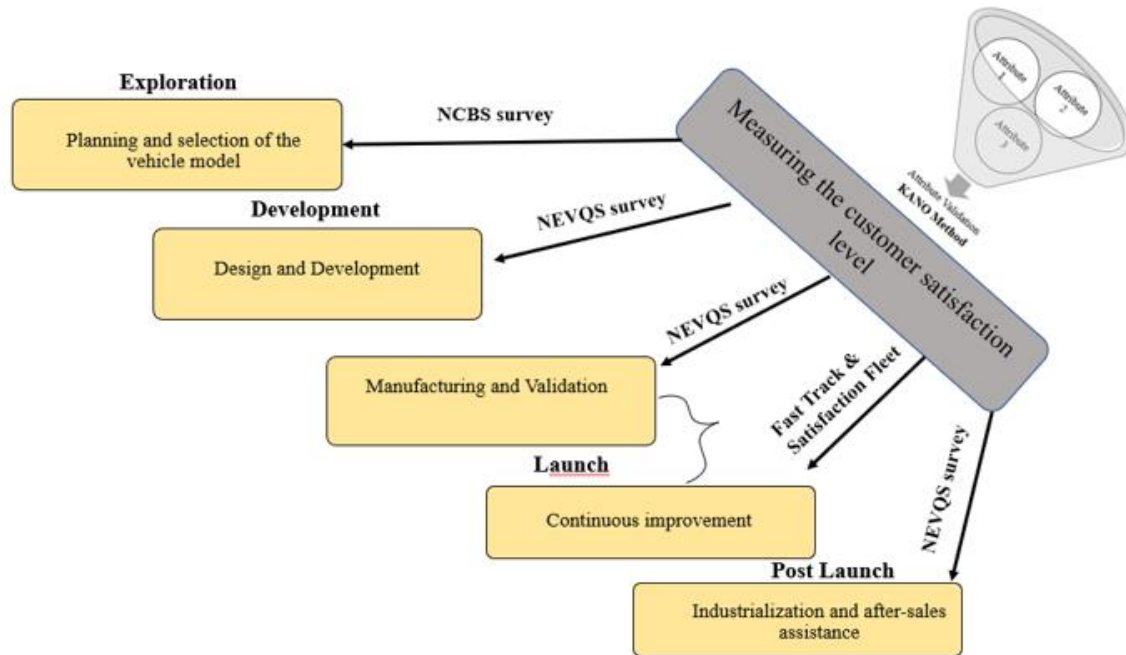 Exploration
Planning and selection of the
vehicle model
NCBS survey
Development
Design and Development
NEVQS survey
Manufacturing and Validation
NEVQS survey
Launch
Continuous improvement
Fast Track &
Satisfaction Fleet
Post Launch
Industrialization and after-sales
assistance
NEVQS survey
Measuring the customer satisfaction
level
Attribute
1
Attribute
2
Attribute
3
Attribute Validation
KANO Method